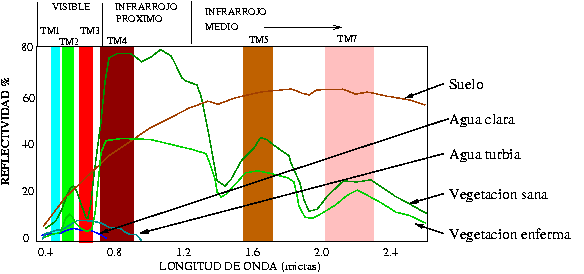 VISIBLE
INFRARROJO
PROXIMO
INFRARROJO
MEDIO
TM1
TM2
TM3
TM4
TM5
TM7
REFLECTIVIDAD %
80
60
40
20
0
0.4
0.8
1.2
1.6
2.0
2.4
LONGITUD DE ONDA
Suelo
Agua clara
Agua turbia
Vegetacion sana
Vegetacion enferma